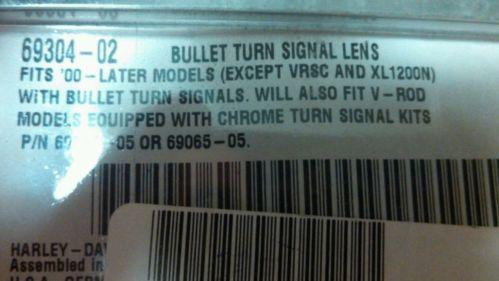 69304-02 BULLET TURN SIGNAL LENS
FITS '00-LATER MODELS (EXCEPT VRSC AND XL1200N)
WITH BULLET TURN SIGNALS. WILL ALSO FIT V-ROD
MODELS EQUIPPED WITH CHROME TURN SIGNAL KITS
P/N 69 -05 OR 69065-05.
HARLEY-DAV
Assembled in